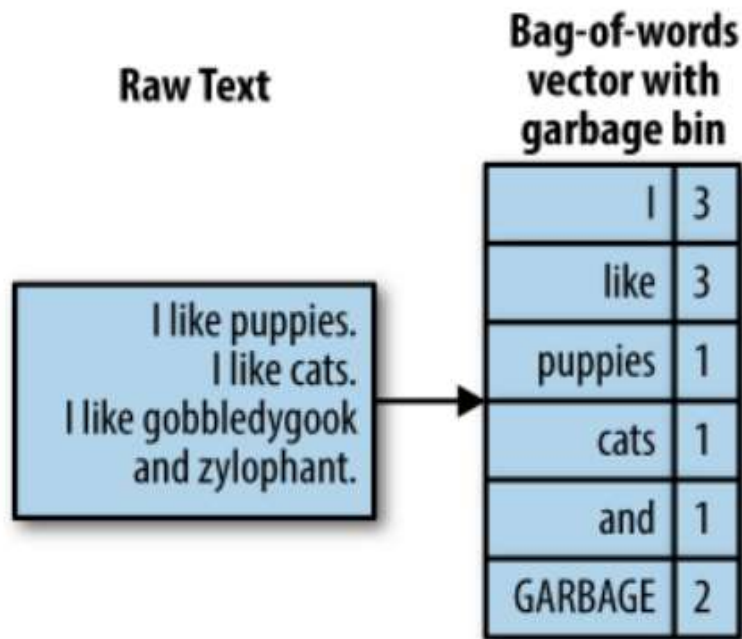 Raw Text
I like puppies.
I like cats.
I like gobbledygook
and zylophant.
Bag-of-words
vector with
garbage bin
I 3
like 3
puppies 1
cats 1
and 1
GARBAGE 2